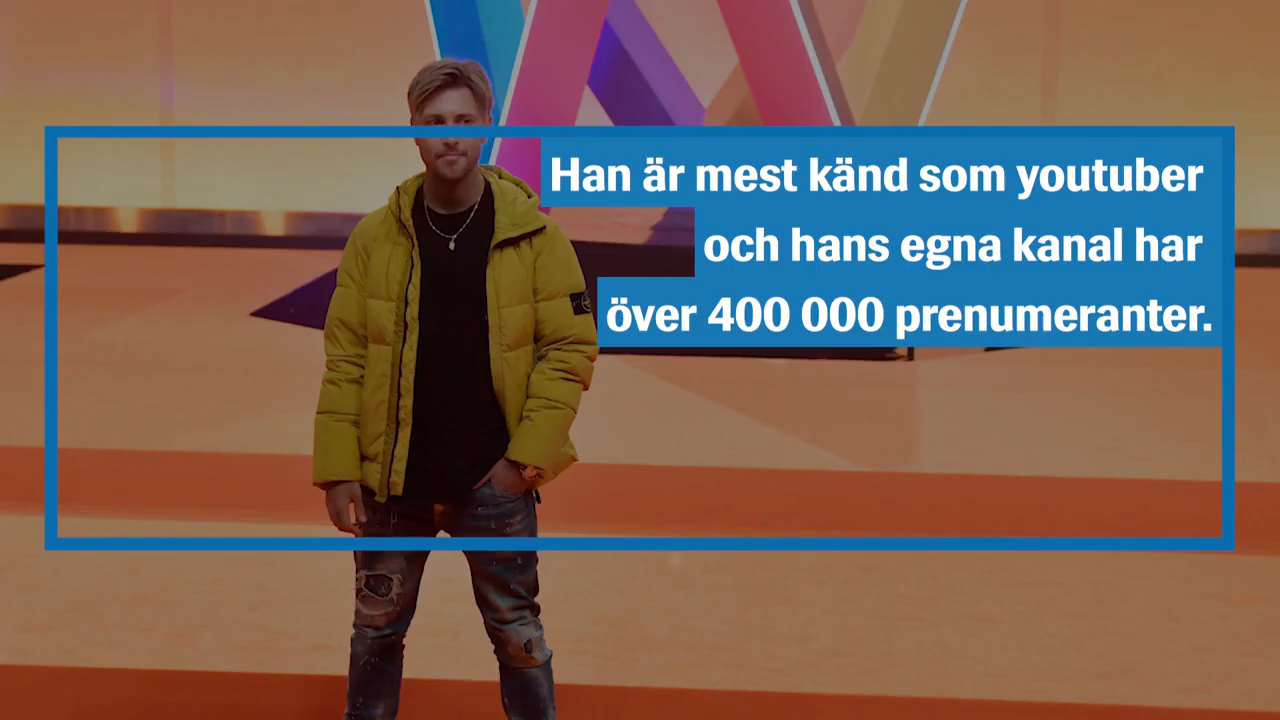 Han är mest känd som youtuber
och hans egna kanal har
över 400 000 prenumeranter.